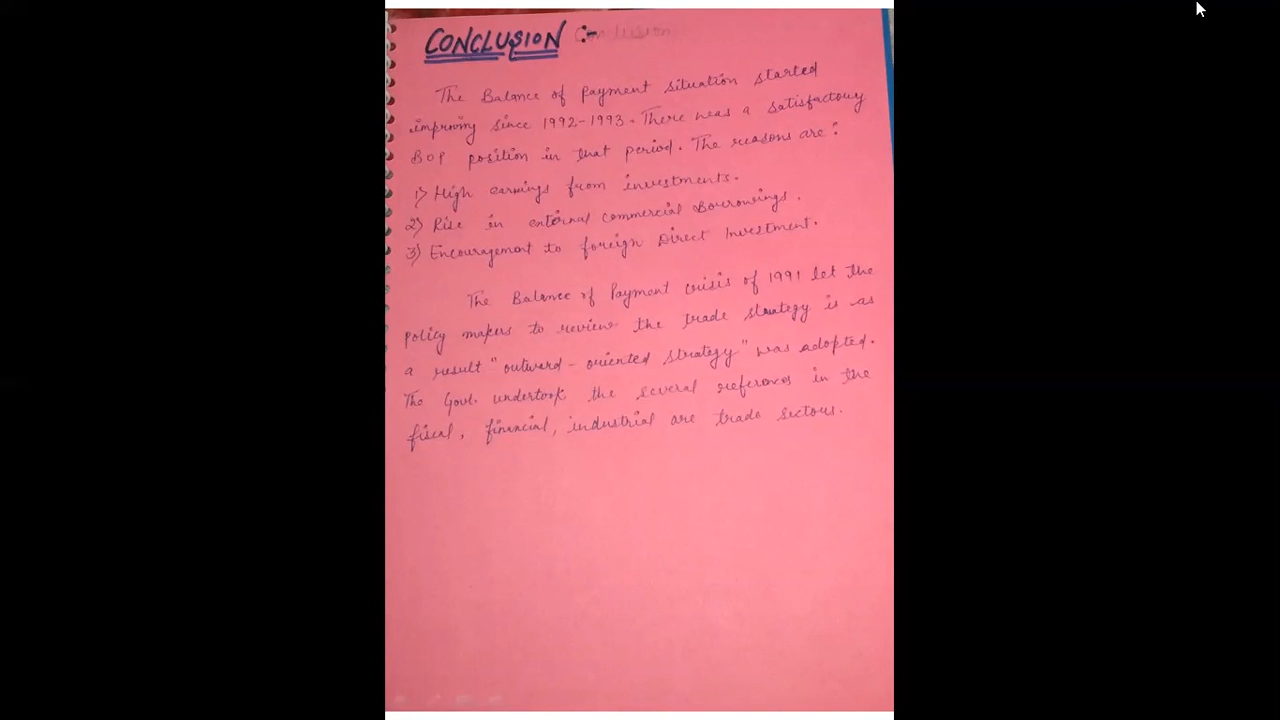 CONCLUSION :- Conclusion
The Balance of Payment situation started
improving since 1992-1993. There was a satisfactory
BOP position in that period. The reasons are :
1) High earnings from investments.
2) Rise in external commercial Borrowings.
3) Encouragement to foreign Direct Investment.
The Balance of Payment crisis of 1991 let the
policy makers to review the trade strategy is as
a result "outward-oriented strategy" was adopted.
The Govt. undertook the several references in the
fiscal, financial, industrial are trade sectors.